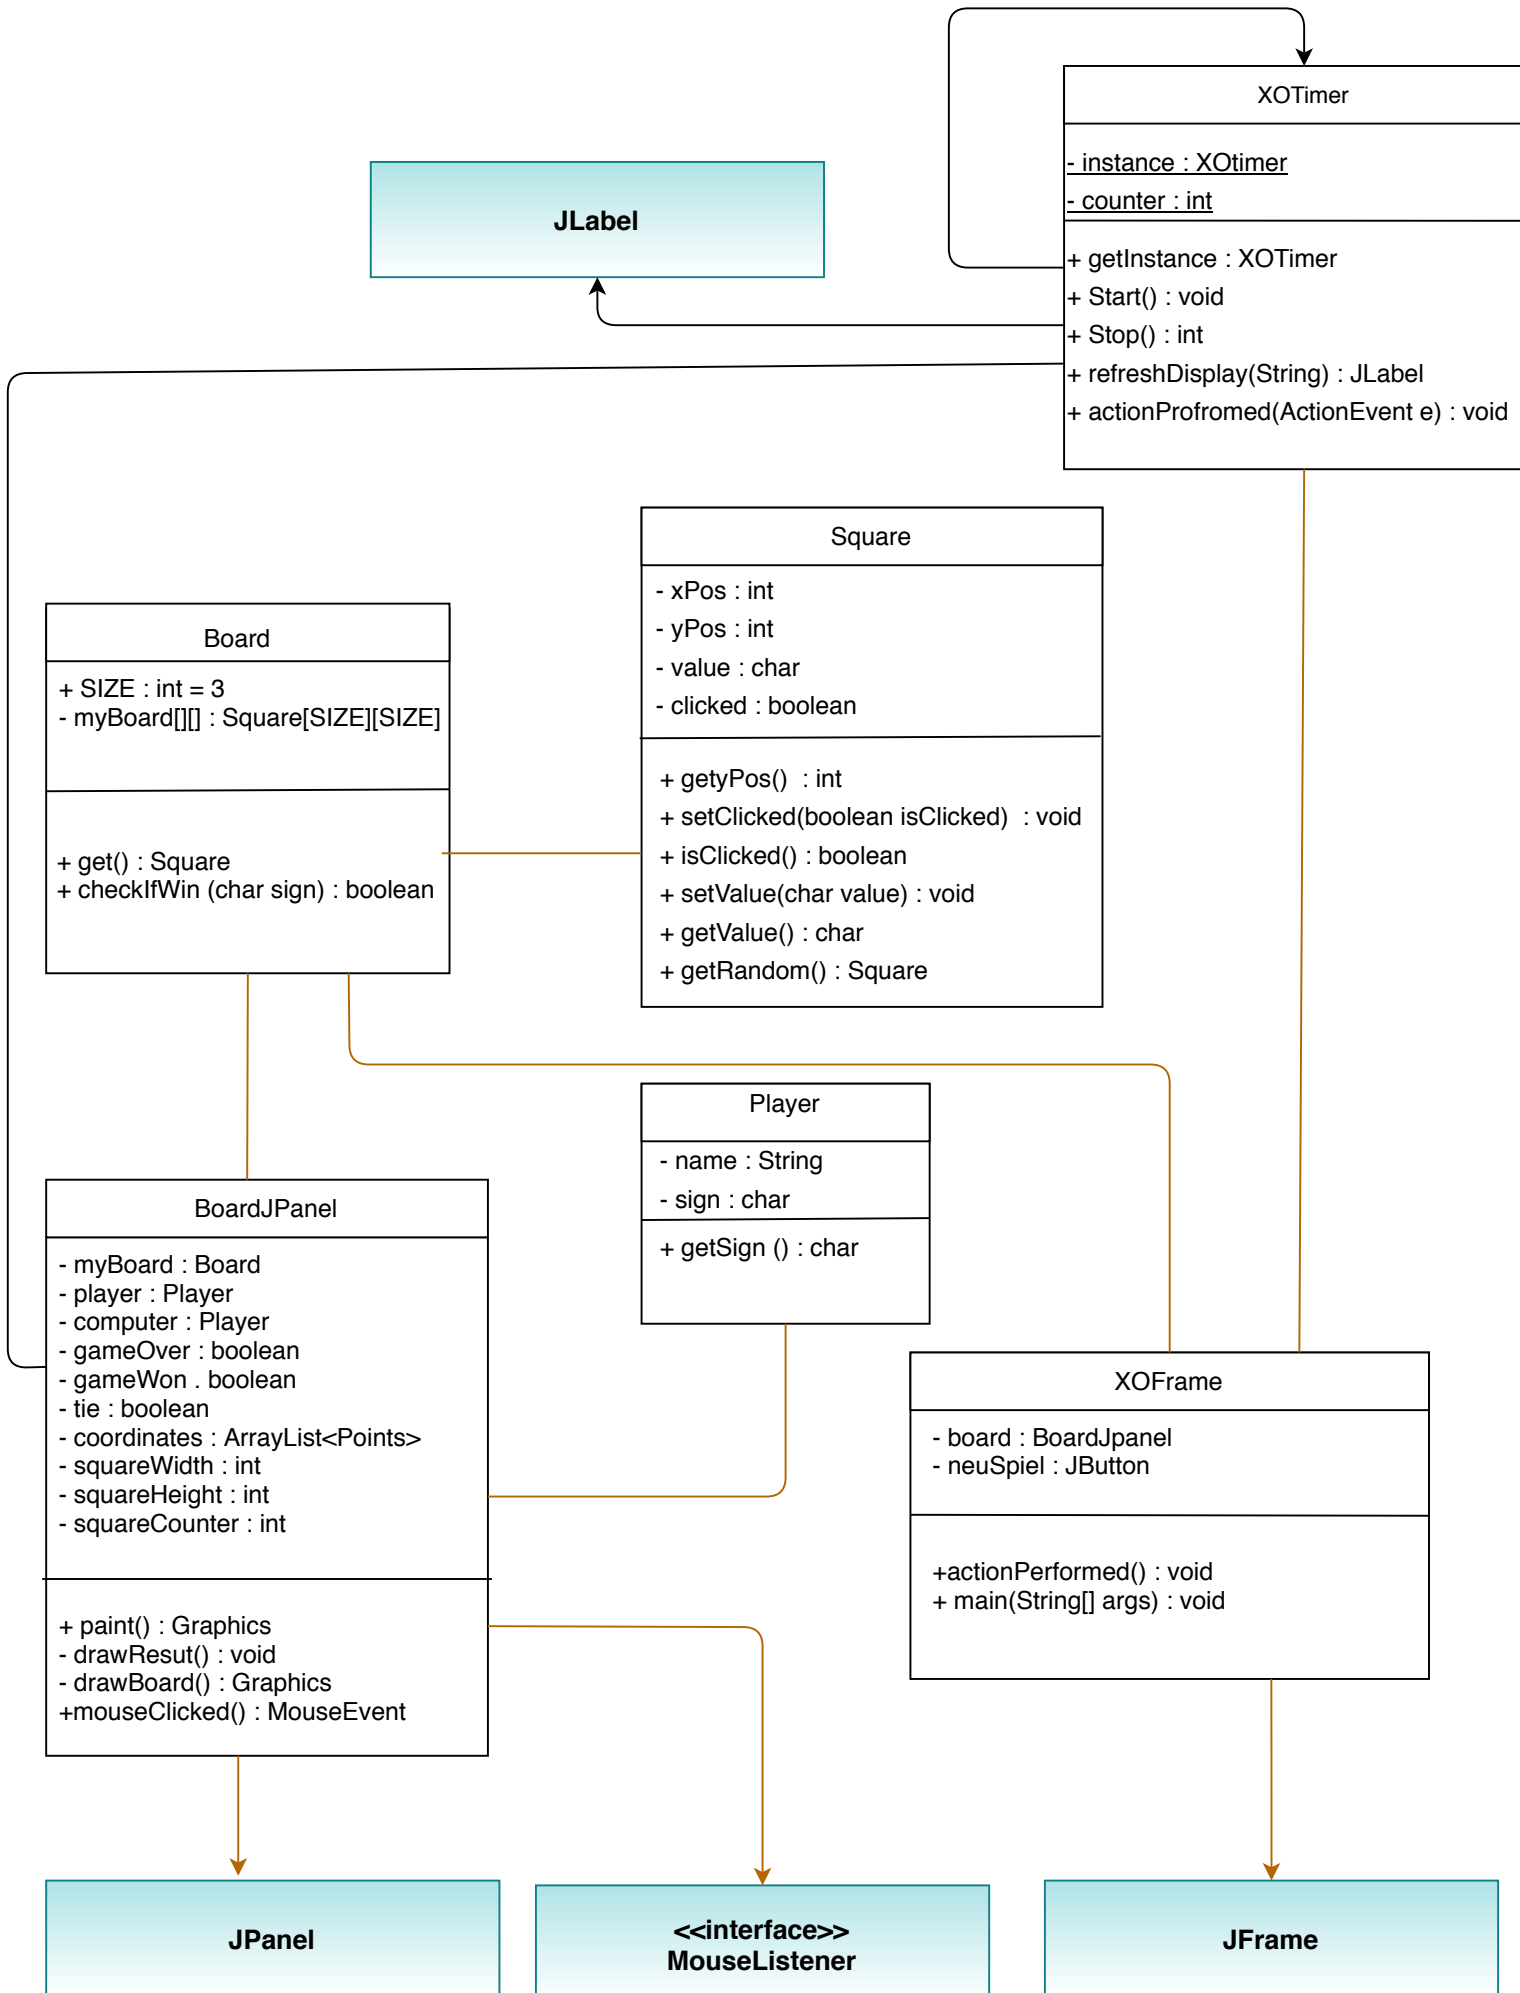 XOTimer
- instance : XOtimer
- counter : int
+ getInstance : XOTimer
+ Start() : void
+ Stop() : int
+ refreshDisplay(String) : JLabel
+ actionProfromed(ActionEvent e) : void
JLabel
Square
- xPos : int
- yPos : int
- value : char
- clicked : boolean
+ getyPos()  : int
+ setClicked(boolean isClicked)  : void
+ isClicked() : boolean
+ setValue(char value) : void
+ getValue() : char
+ getRandom() : Square
Board
+ SIZE : int = 3
- myBoard[][] : Square[SIZE][SIZE]
+ get() : Square
+ checkIfWin (char sign) : boolean
Player
- name : String
- sign : char
+ getSign () : char
BoardJPanel
- myBoard : Board
- player : Player
- computer : Player
- gameOver : boolean
- gameWon . boolean
- tie : boolean
- coordinates : ArrayList<Points>
- squareWidth : int
- squareHeight : int
- squareCounter : int
+ paint() : Graphics
- drawResut() : void
- drawBoard() : Graphics
+mouseClicked() : MouseEvent
XOFrame
- board : BoardJpanel
- neuSpiel : JButton
+actionPerformed() : void
+ main(String[] args) : void
JPanel
<<interface>>
MouseListener
JFrame